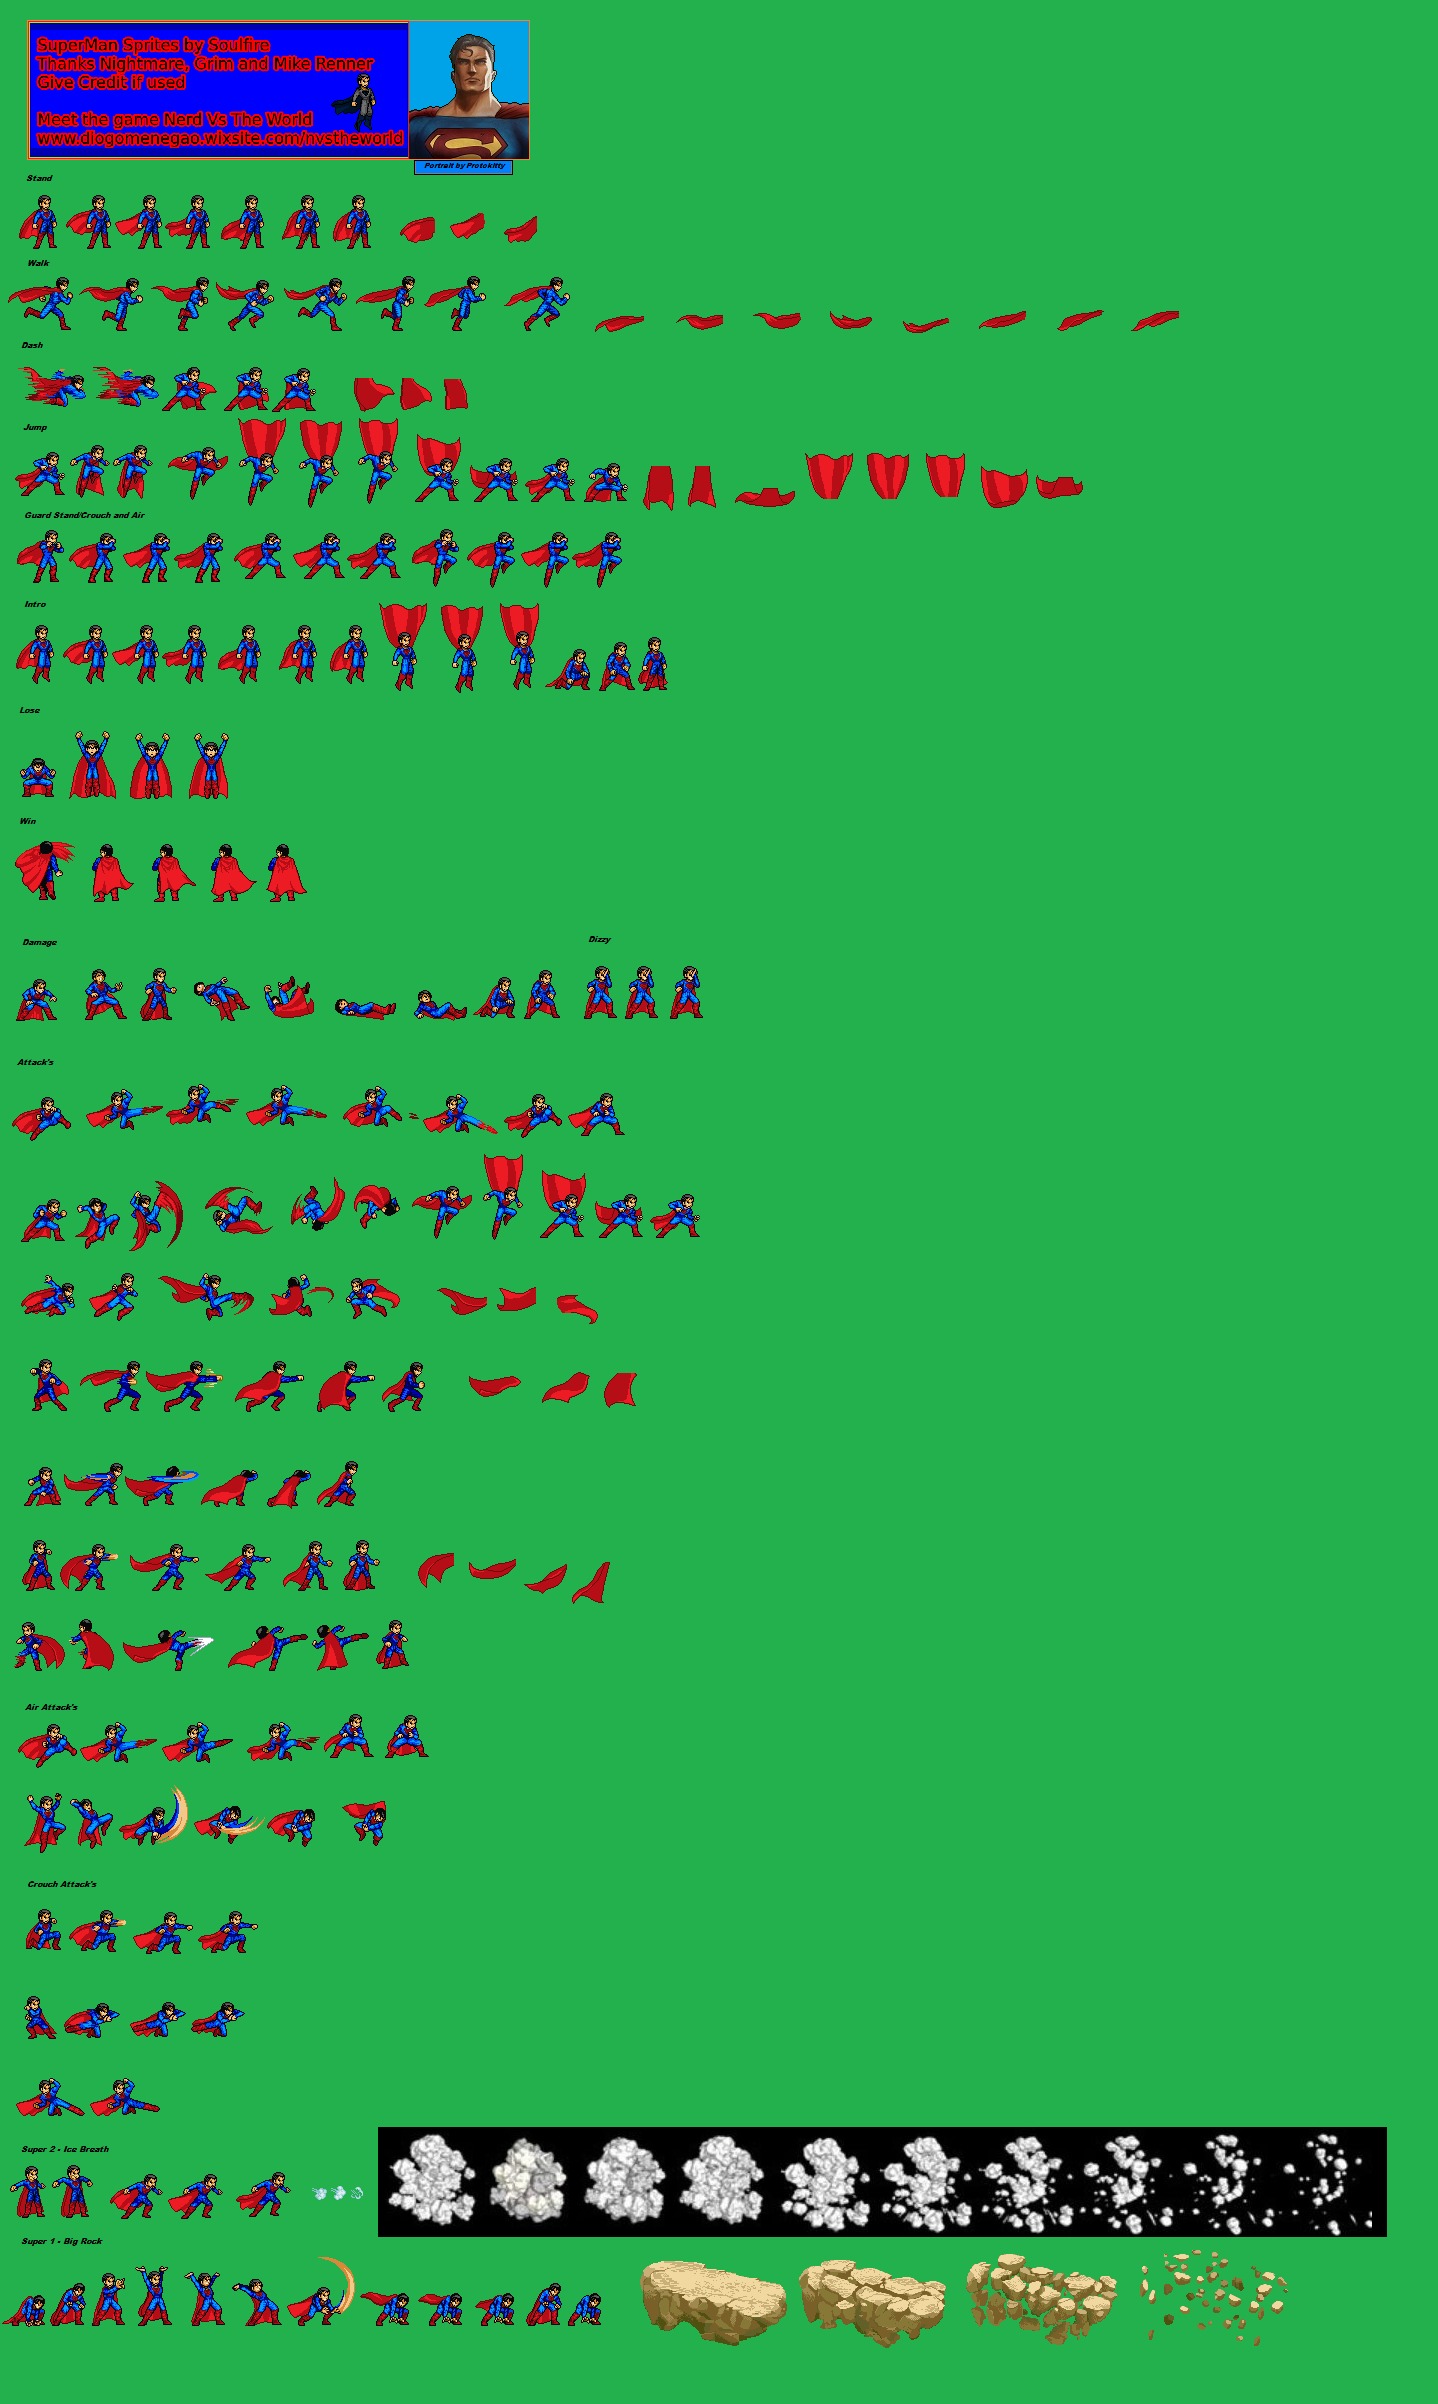 SuperMan Sprites by Soulfire
Thanks Nightmare, Grim and Mike Renner
Give Credit if used
Meet the game Nerd Vs The World
www.diogomenegao.wixsite.com/nvstheworld
Portrait by Protokitty
Stand
Walk
Dash
Jump
Guard Stand/Crouch and Air
Intro
Lose
Win
Damage
Dizzy
Attack's
Air Attack's
Crouch Attack's
Super 2 - Ice Breath
Super 1 - Big Rock